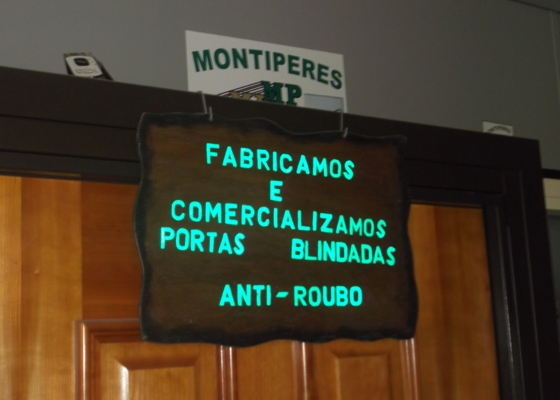 MONTIPERES
MP
FABRICAMOS
E
COMERCIALIZAMOS
PORTAS BLINDADAS
ANTI-ROUBO